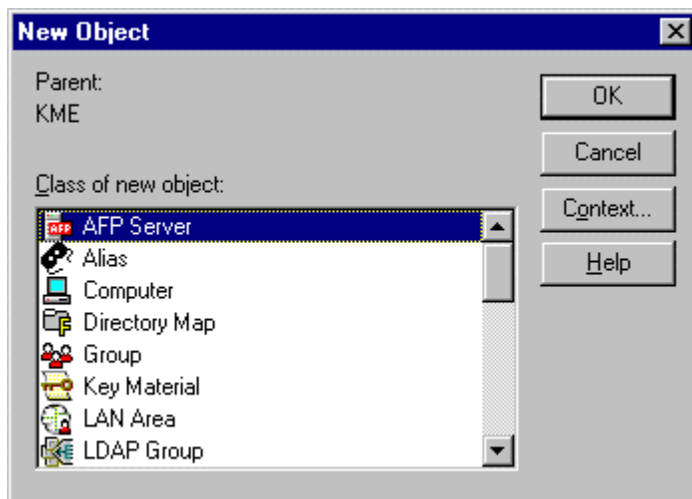 New Object
Parent:
KME
Class of new object:
AFP Server
Alias
Computer
Directory Map
Group
Key Material
LAN Area
LDAP Group
OK
Cancel
Context...
Help